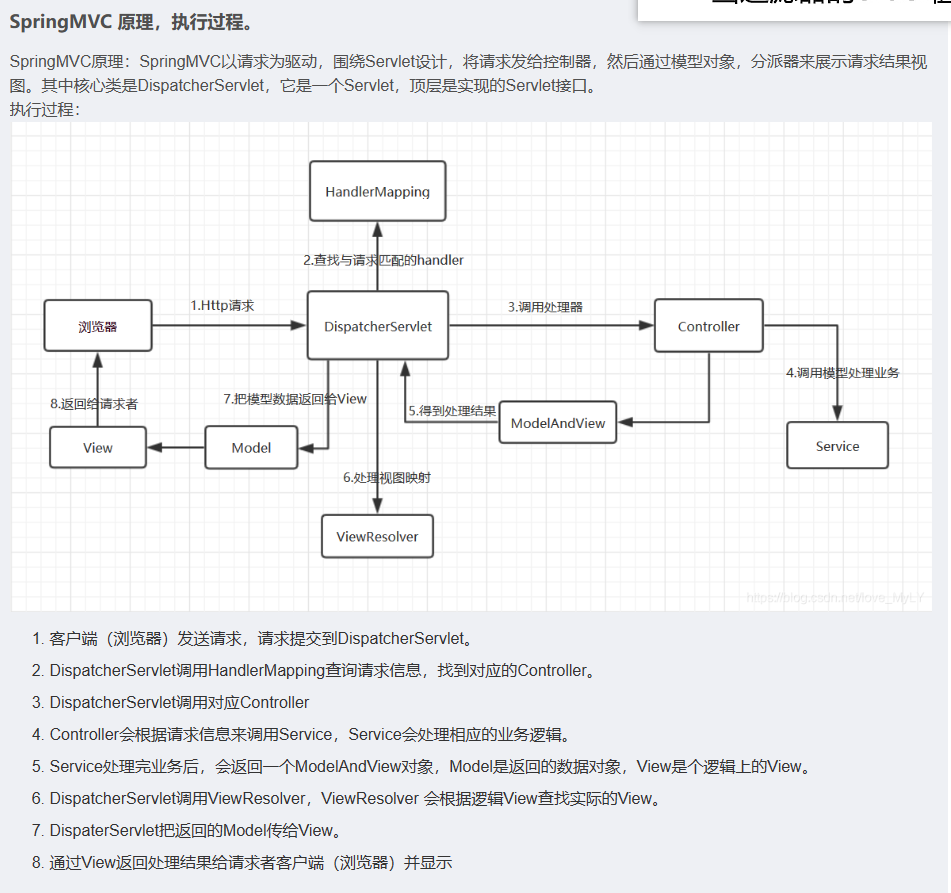 SpringMVC 原理，执行过程。
SpringMVC原理：SpringMVC以请求为驱动，围绕Servlet设计，将请求发给控制器，然后通过模型对象，分派器来展示请求结果视
图。其中核心类是DispatcherServlet，它是一个Servlet，顶层是实现的Servlet接口。
执行过程：
HandlerMapping
2.查找与请求匹配的handler
1.Http请求
3.调用处理器
浏览器
DispatcherServlet
Controller
4.调用模型处理业务
8.返回给请求者
7.把模型数据返回给View
5.得到处理结果
ModelAndView
View
Model
Service
6.处理视图映射
ViewResolver
https://blog.csdn.net/love_MyLY
1. 客户端（浏览器）发送请求，请求提交到DispatcherServlet。
2. DispatcherServlet调用HandlerMapping查询请求信息，找到对应的Controller。
3. DispatcherServlet调用对应Controller
4. Controller会根据请求信息来调用Service，Service会处理相应的业务逻辑。
5. Service处理完业务后，会返回一个ModelAndView对象，Model是返回的数据对象，View是个逻辑上的View。
6. DispatcherServlet调用ViewResolver，ViewResolver 会根据逻辑View查找实际的View。
7. DispaterServlet把返回的Model传给View。
8. 通过View返回处理结果给请求者客户端（浏览器）并显示